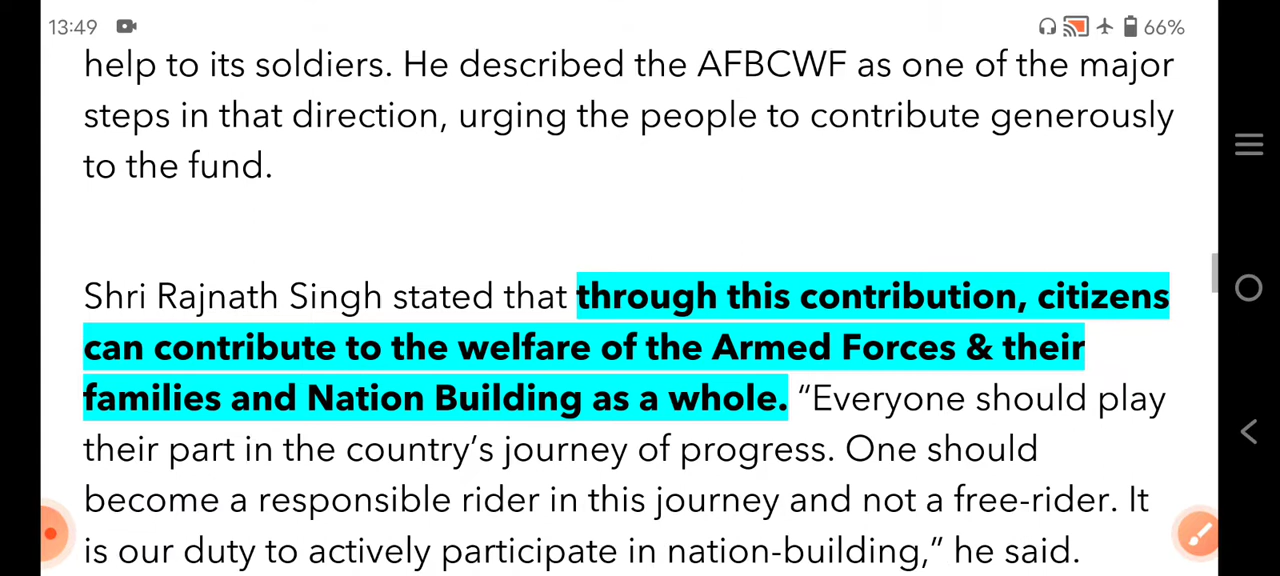 13:49
66%
help to its soldiers. He described the AFBCWF as one of the major
steps in that direction, urging the people to contribute generously
to the fund.
Shri Rajnath Singh stated that through this contribution, citizens
can contribute to the welfare of the Armed Forces & their
families and Nation Building as a whole. “Everyone should play
their part in the country’s journey of progress. One should
become a responsible rider in this journey and not a free-rider. It
is our duty to actively participate in nation-building,” he said.